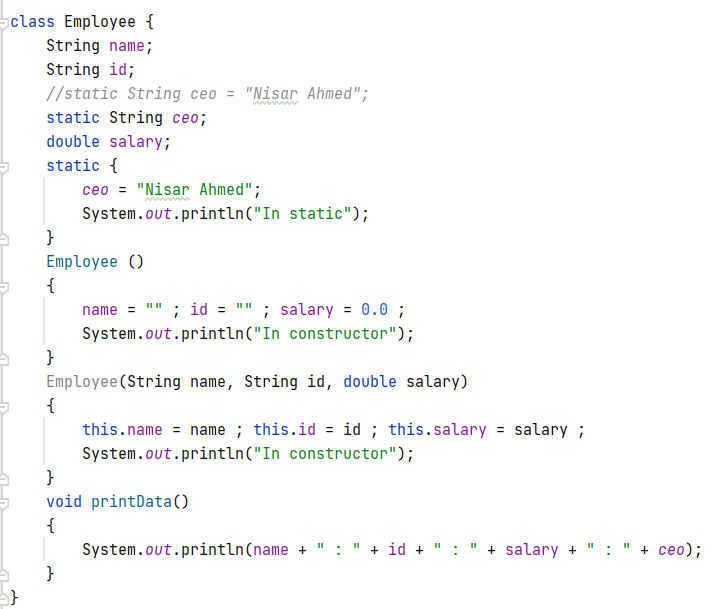 class Employee {
    String name;
    String id;
    //static String ceo = "Nisar Ahmed";
    static String ceo;
    double salary;
    static {
        ceo = "Nisar Ahmed";
        System.out.println("In static");
    }
    Employee ()
    {
        name = "" ; id = "" ; salary = 0.0 ;
        System.out.println("In constructor");
    }
    Employee(String name, String id, double salary)
    {
        this.name = name ; this.id = id ; this.salary = salary ;
        System.out.println("In constructor");
    }
    void printData()
    {
        System.out.println(name + " : " + id + " : " + salary + " : " + ceo);
    }
}